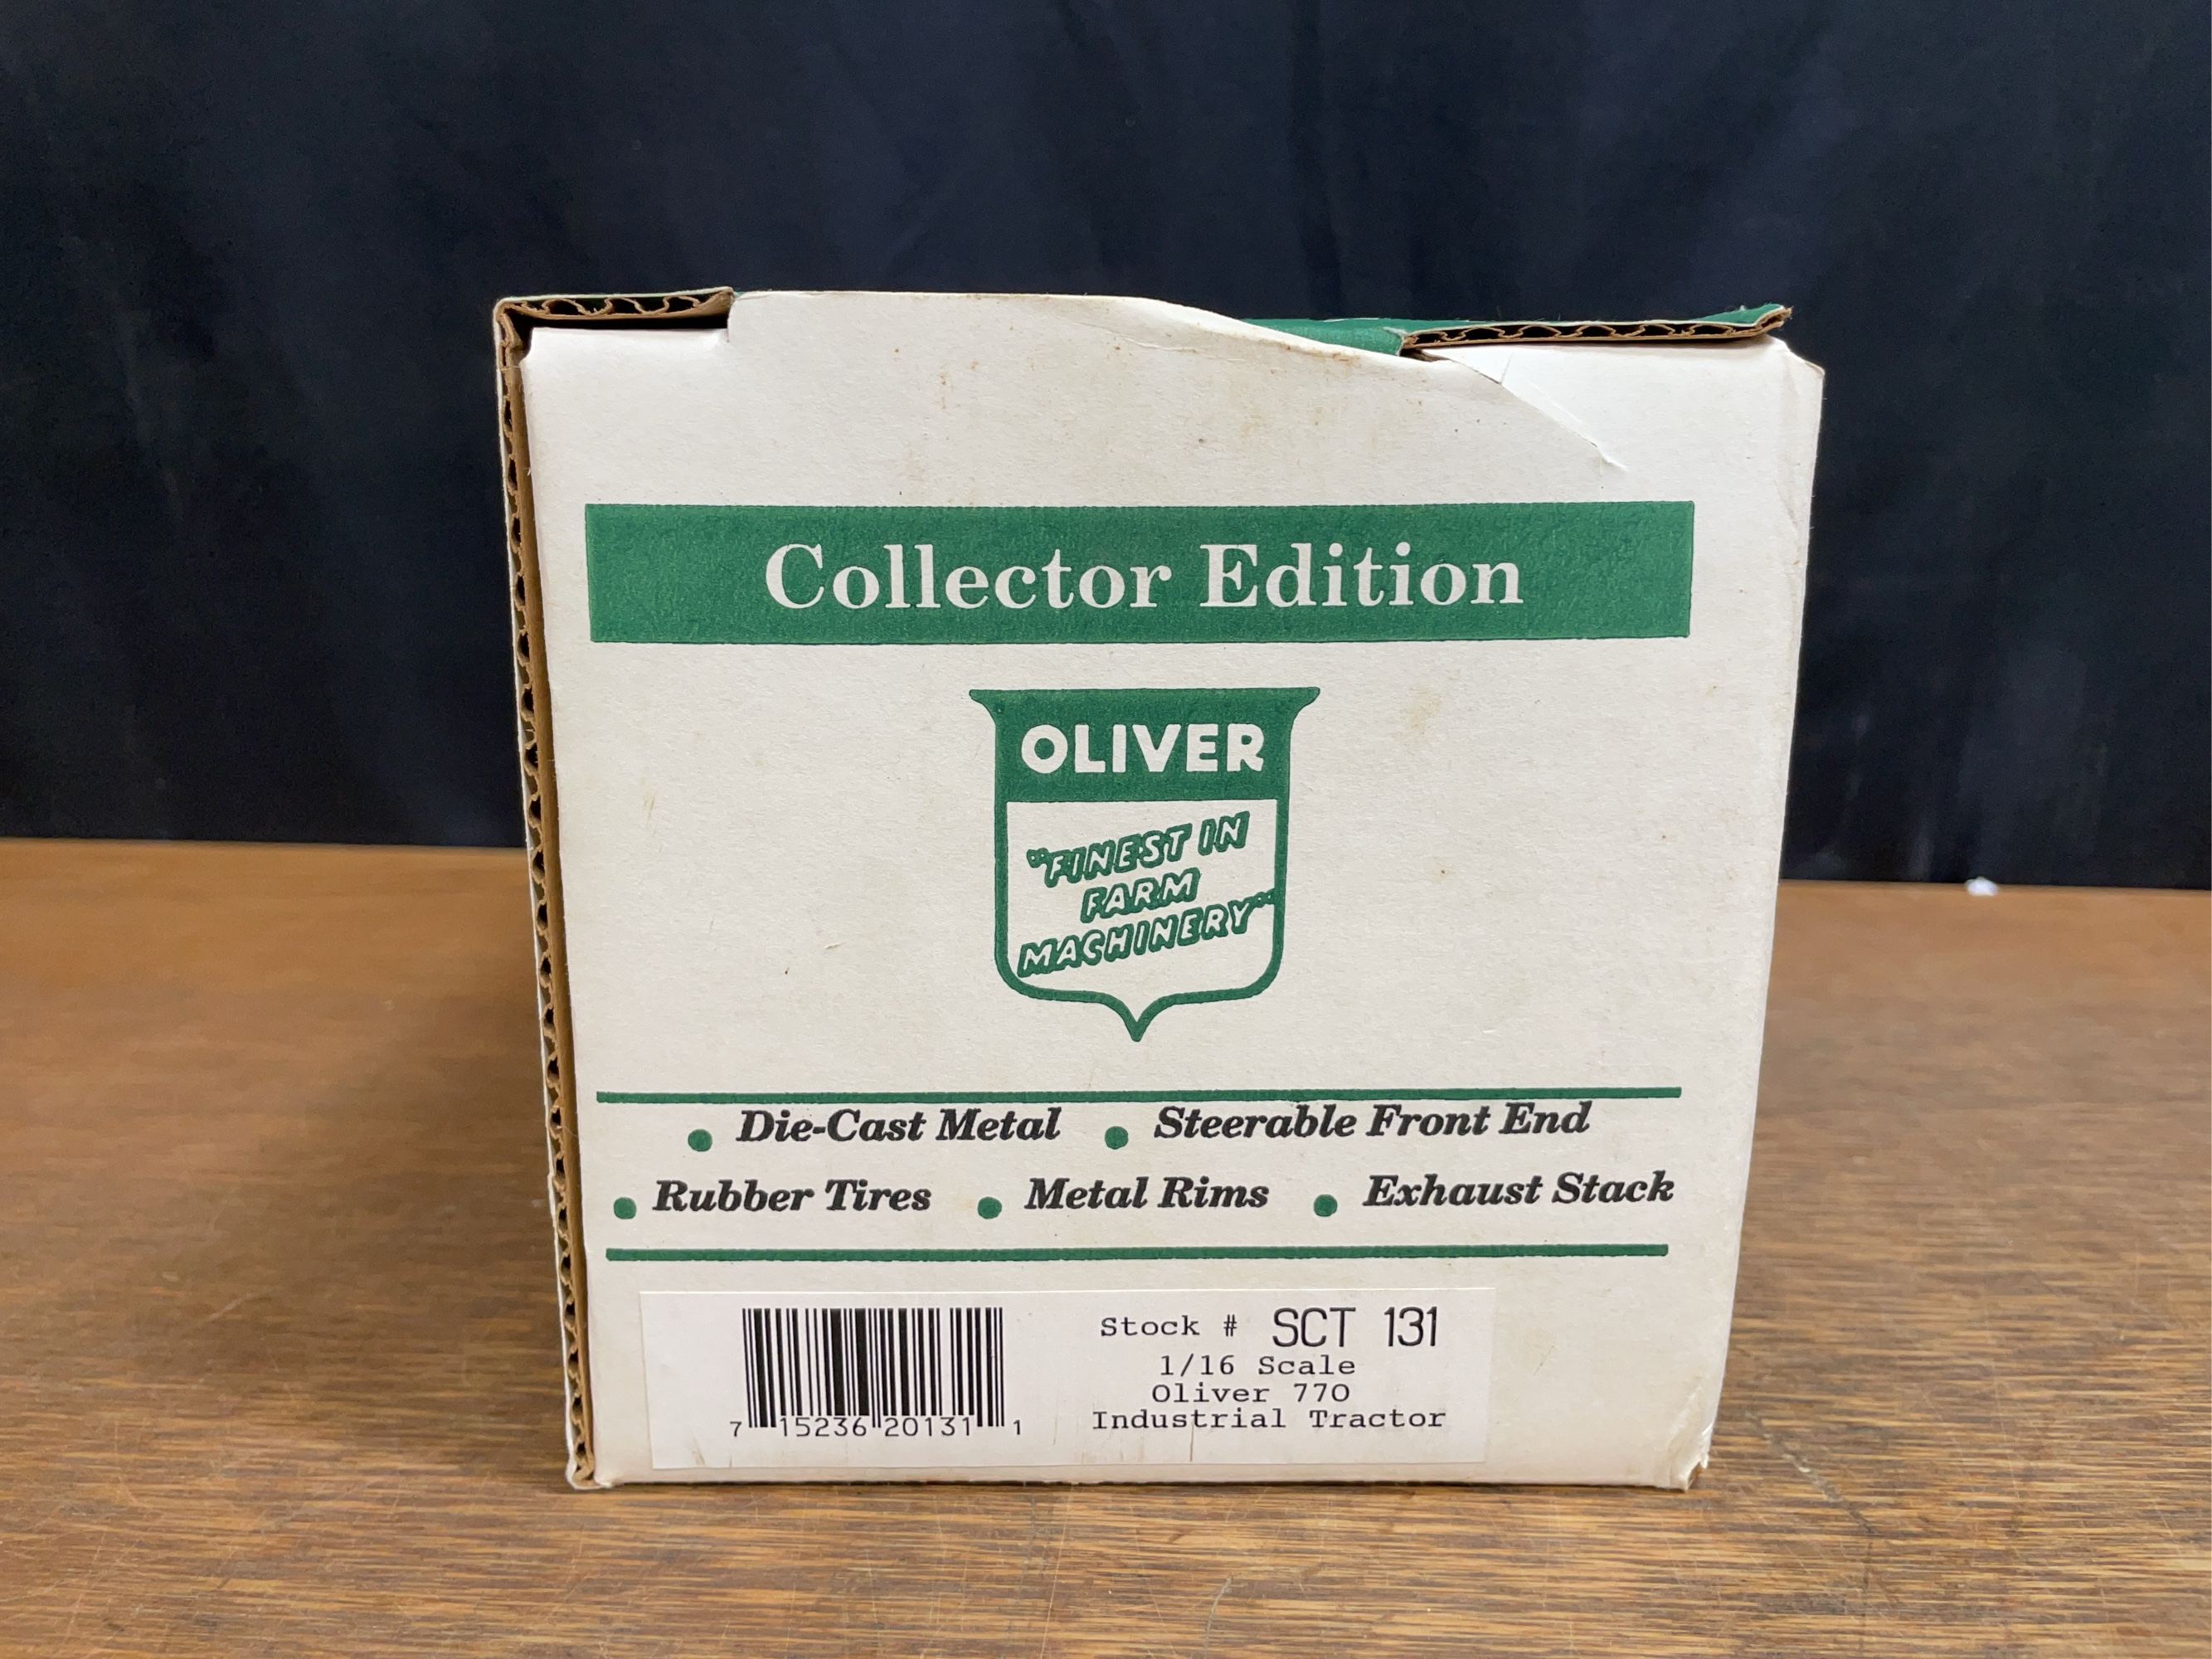 Collector Edition
OLIVER
"FINEST IN
FARM
MACHINERY"
• Die-Cast Metal • Steerable Front End
• Rubber Tires • Metal Rims • Exhaust Stack
Stock # SCT 131
1/16 Scale
Oliver 770
Industrial Tractor
7 15236 20131 1